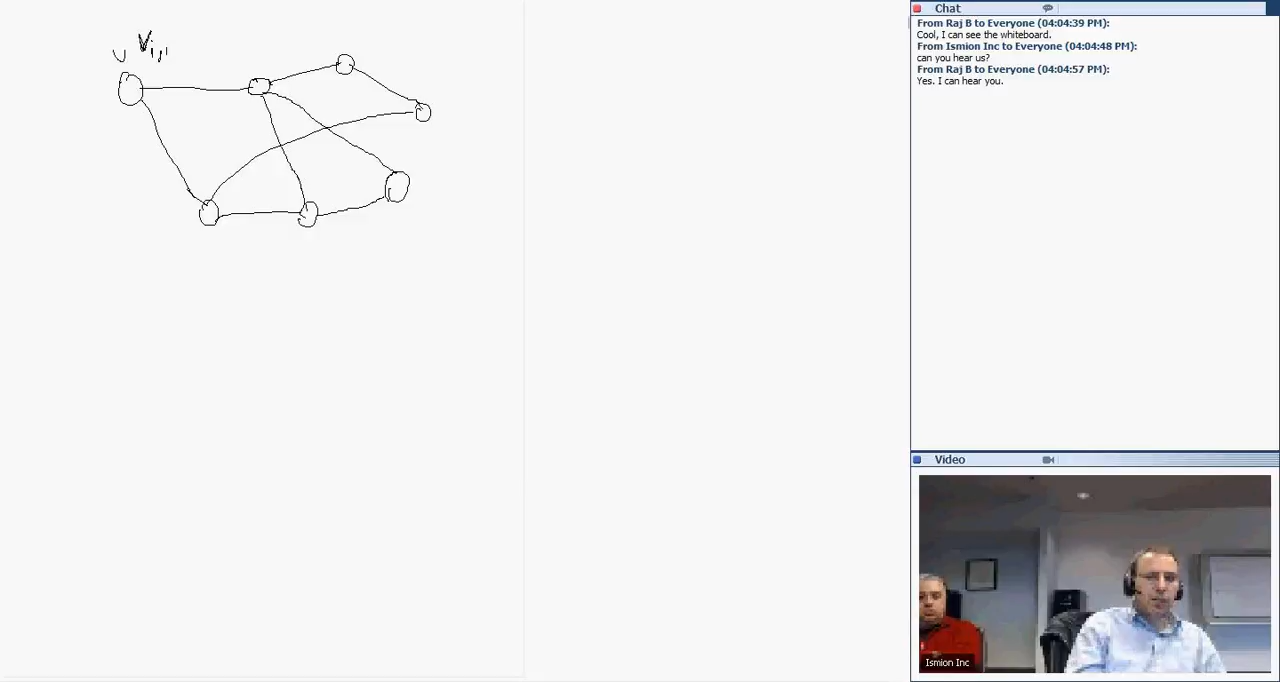 Chat
From Raj B to Everyone (04:04:39 PM):
Cool, I can see the whiteboard.
From Ismion Inc to Everyone (04:04:48 PM):
can you hear us?
From Raj B to Everyone (04:04:57 PM):
Yes. I can hear you.
Video
Ismion Inc